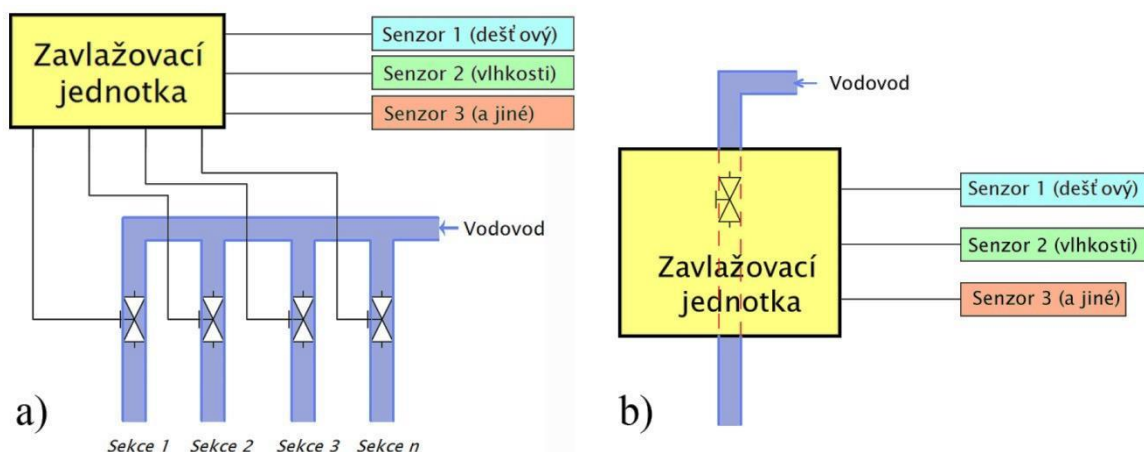 Zavlažovací
jednotka
Senzor 1 (dešťový)
Senzor 2 (vlhkosti)
Senzor 3 (a jiné)
Vodovod
a)
Sekce 1
Sekce 2
Sekce 3
Sekce n
Vodovod
Zavlažovací
jednotka
Senzor 1 (dešťový)
Senzor 2 (vlhkosti)
Senzor 3 (a jiné)
b)